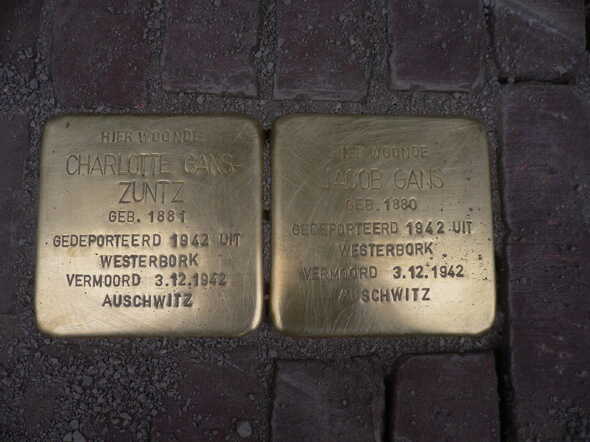 HIER WOONDE
CHARLOTTE GANS-
ZUNTZ
GEB. 1881
GEDEPORTEERD 1942 UIT
WESTERBORK
VERMOORD 3.12.1942
AUSCHWITZ
HIER WOONDE
JACOB GANS
GEB. 1880
GEDEPORTEERD 1942 UIT
WESTERBORK
VERMOORD 3.12.1942
AUSCHWITZ